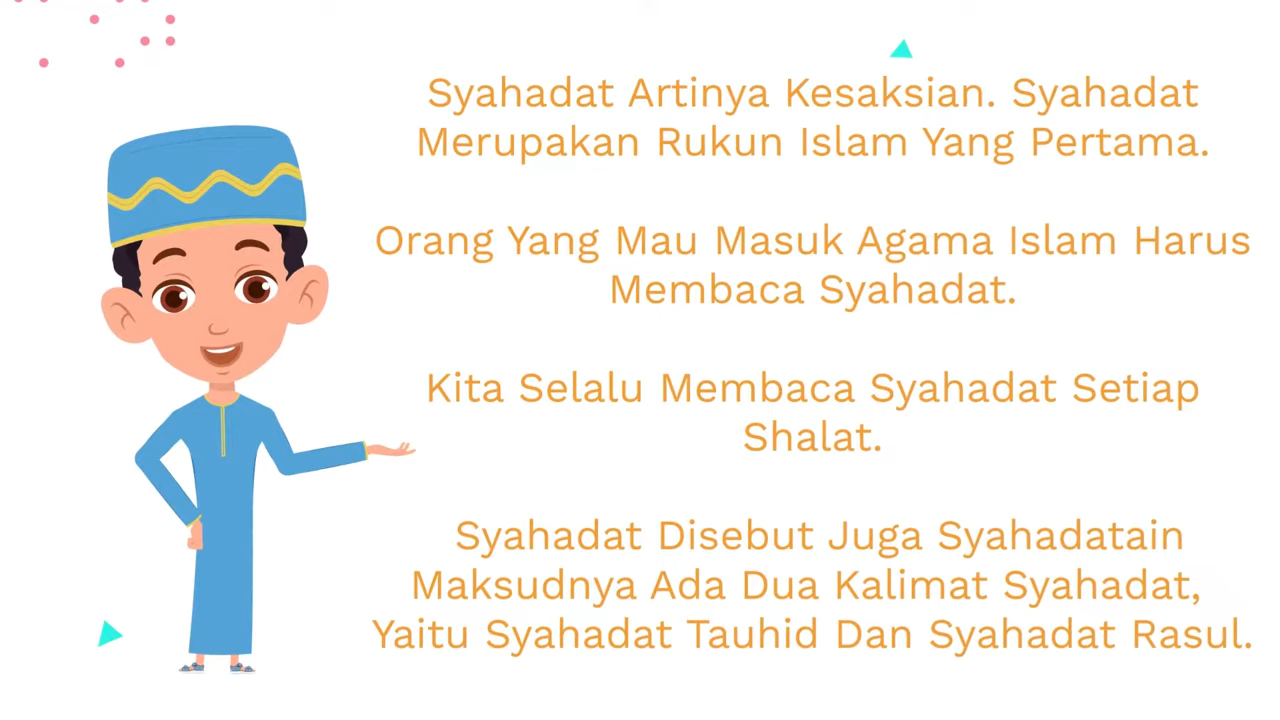 Syahadat Artinya Kesaksian. Syahadat
Merupakan Rukun Islam Yang Pertama.
Orang Yang Mau Masuk Agama Islam Harus
Membaca Syahadat.
Kita Selalu Membaca Syahadat Setiap
Shalat.
Syahadat Disebut Juga Syahadatain
Maksudnya Ada Dua Kalimat Syahadat,
Yaitu Syahadat Tauhid Dan Syahadat Rasul.